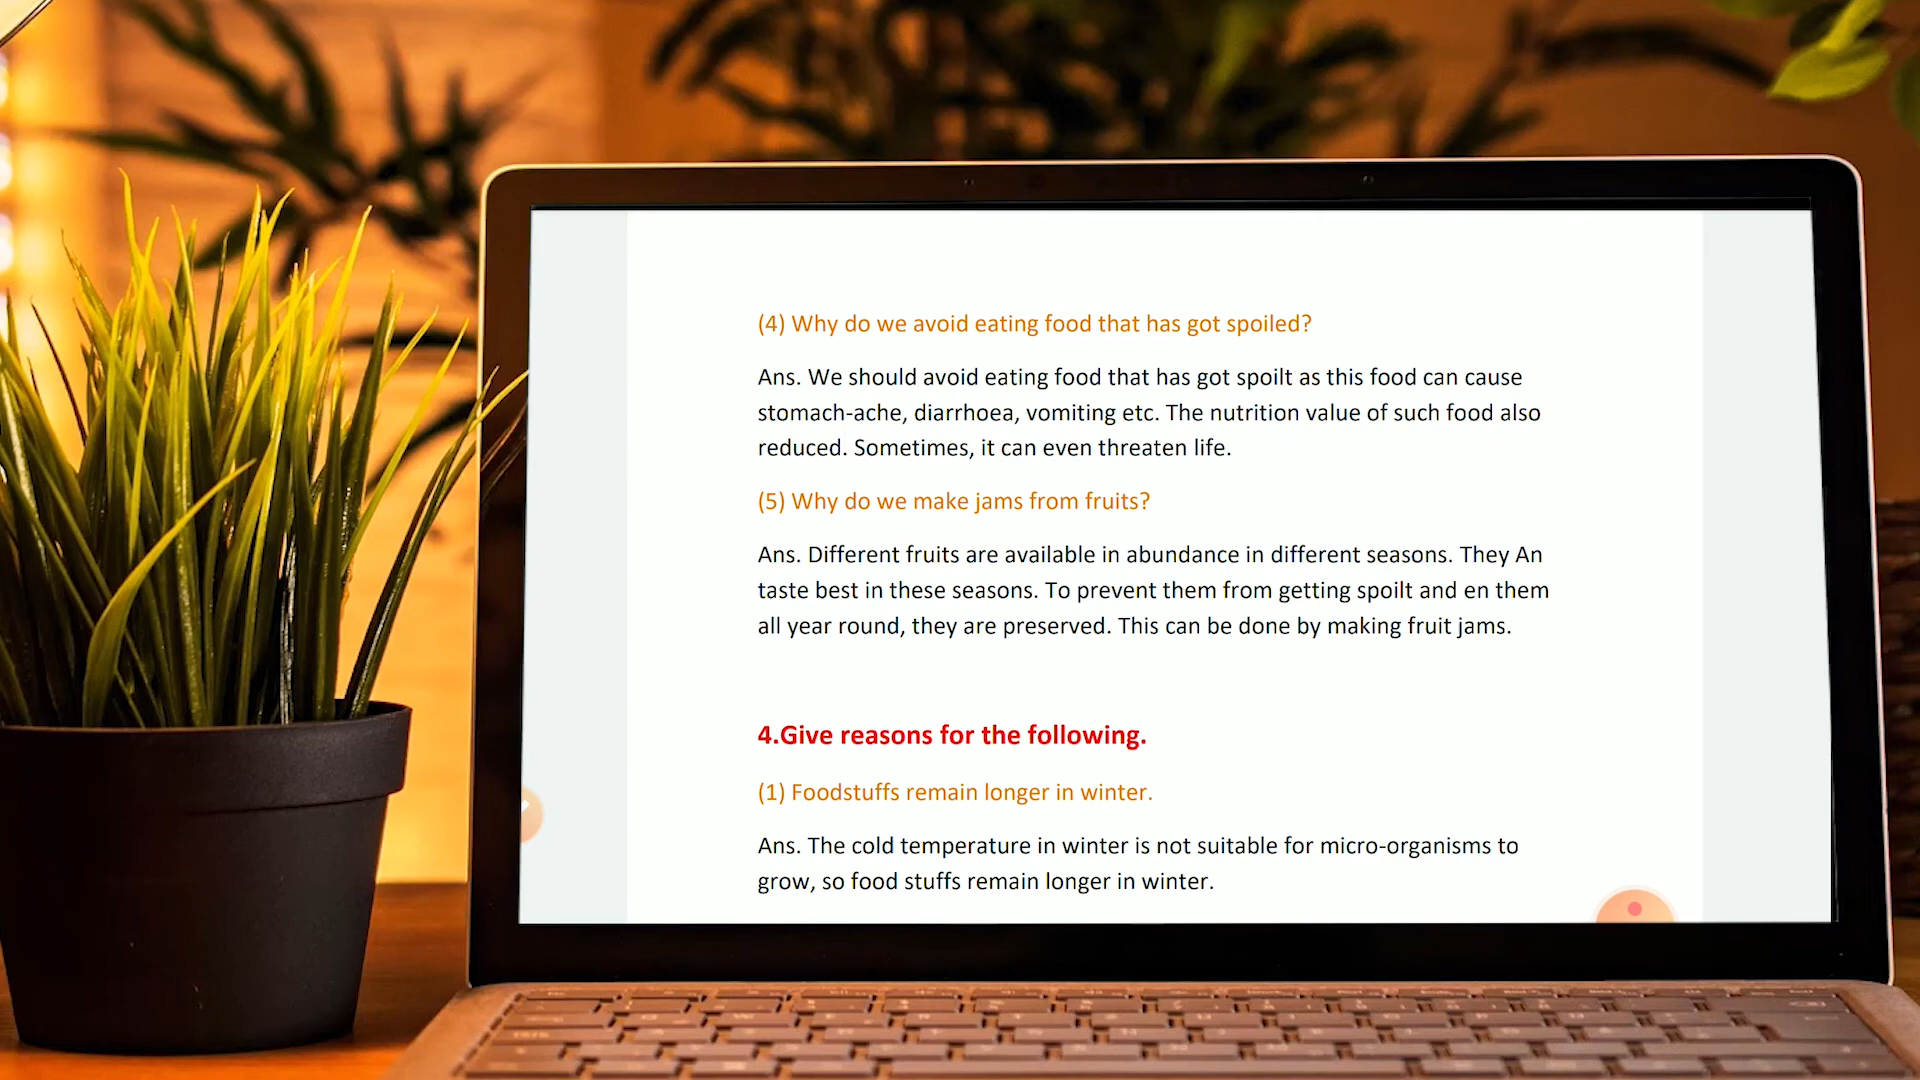 (4) Why do we avoid eating food that has got spoiled?
Ans. We should avoid eating food that has got spoilt as this food can cause
stomach-ache, diarrhoea, vomiting etc. The nutrition value of such food also
reduced. Sometimes, it can even threaten life.
(5) Why do we make jams from fruits?
Ans. Different fruits are available in abundance in different seasons. They An
taste best in these seasons. To prevent them from getting spoilt and en them
all year round, they are preserved. This can be done by making fruit jams.
4.Give reasons for the following.
(1) Foodstuffs remain longer in winter.
Ans. The cold temperature in winter is not suitable for micro-organisms to
grow, so food stuffs remain longer in winter.